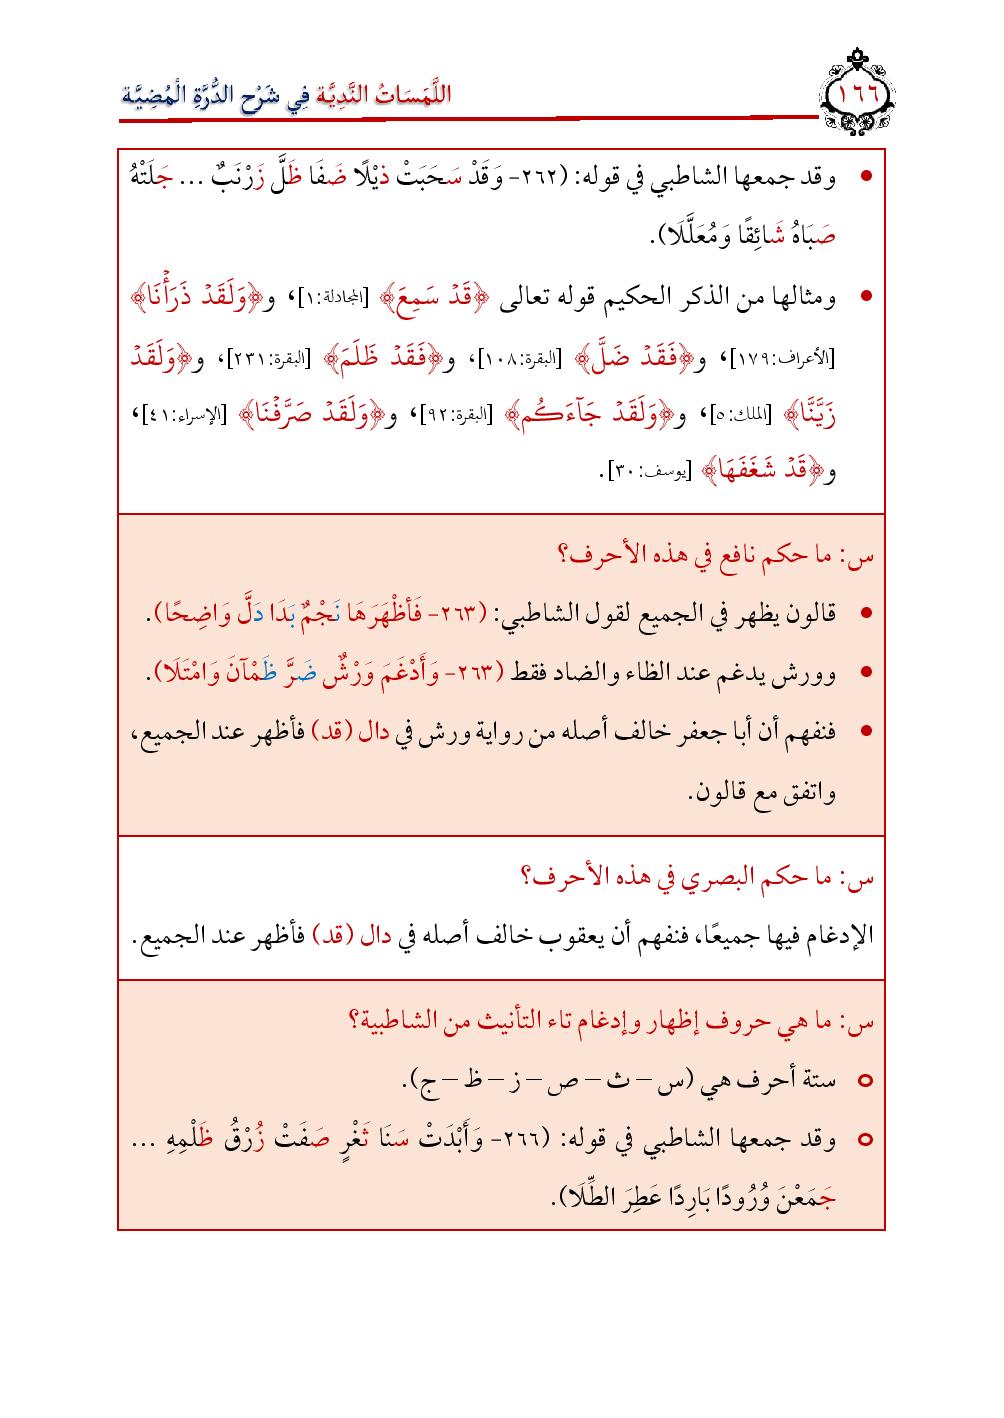 ١٦٦
اللَّمَسَاتُ النَّدِيَّة فِي شَرْحِ الدُّرَّةِ الْمُضِيَّة
• وقد جمعها الشاطبي في قوله: (٢٦٢- وَقَدْ سَحَبَتْ ذيْلًا ضَفَا ظَلَّ زَرْنَبٌ ... جَلَتْهُ
صَبَاهُ شَائِقًا وَمُعَلَّلَا).
• ومثالها من الذكر الحكيم قوله تعالى ﴿قَدۡ سَمِعَ﴾ [المجادلة:١]، و﴿وَلَقَدۡ ذَرَأۡنَا﴾
[الأعراف:١٧٩]، و﴿فَقَدۡ ضَلَّ﴾ [البقرة:١٠٨]، و﴿فَقَدۡ ظَلَمَ﴾ [البقرة:٢٣١]، و﴿وَلَقَدۡ
زَيَّنَّا﴾ [الملك:٥]، و﴿وَلَقَدۡ جَآءَكُم﴾ [البقرة:٩٢]، و﴿وَلَقَدۡ صَرَّفۡنَا﴾ [الإسراء:٤١]،
و﴿قَدۡ شَغَفَهَا﴾ [يوسف:٣٠].
س: ما حكم نافع في هذه الأحرف؟
• قالون يظهر في الجميع لقول الشاطبي: (٢٦٣- فَأَظْهَرَهَا نَجْمٌ بَدَا دَلَّ وَاضِحًا).
• وورش يدغم عند الظاء والضاد فقط (٢٦٣- وَأَدْغَمَ وَرْشٌ ضَرَّ ظَمْآنَ وَامْتَلَا).
• فنفهم أن أبا جعفر خالف أصله من رواية ورش في دال (قد) فأظهر عند الجميع،
واتفق مع قالون.
س: ما حكم البصري في هذه الأحرف؟
الإدغام فيها جميعًا، فنفهم أن يعقوب خالف أصله في دال (قد) فأظهر عند الجميع.
س: ما هي حروف إظهار وإدغام تاء التأنيث من الشاطبية؟
o ستة أحرف هي (س – ث – ص – ز – ظ – ج).
o وقد جمعها الشاطبي في قوله: (٢٦٦- وَأَبْدَتْ سَنَا ثَغْرٍ صَفَتْ زُرْقُ ظَلْمِهِ ...
جَمَعْنَ وُرُودًا بَارِدًا عَطِرَ الطِّلَا).